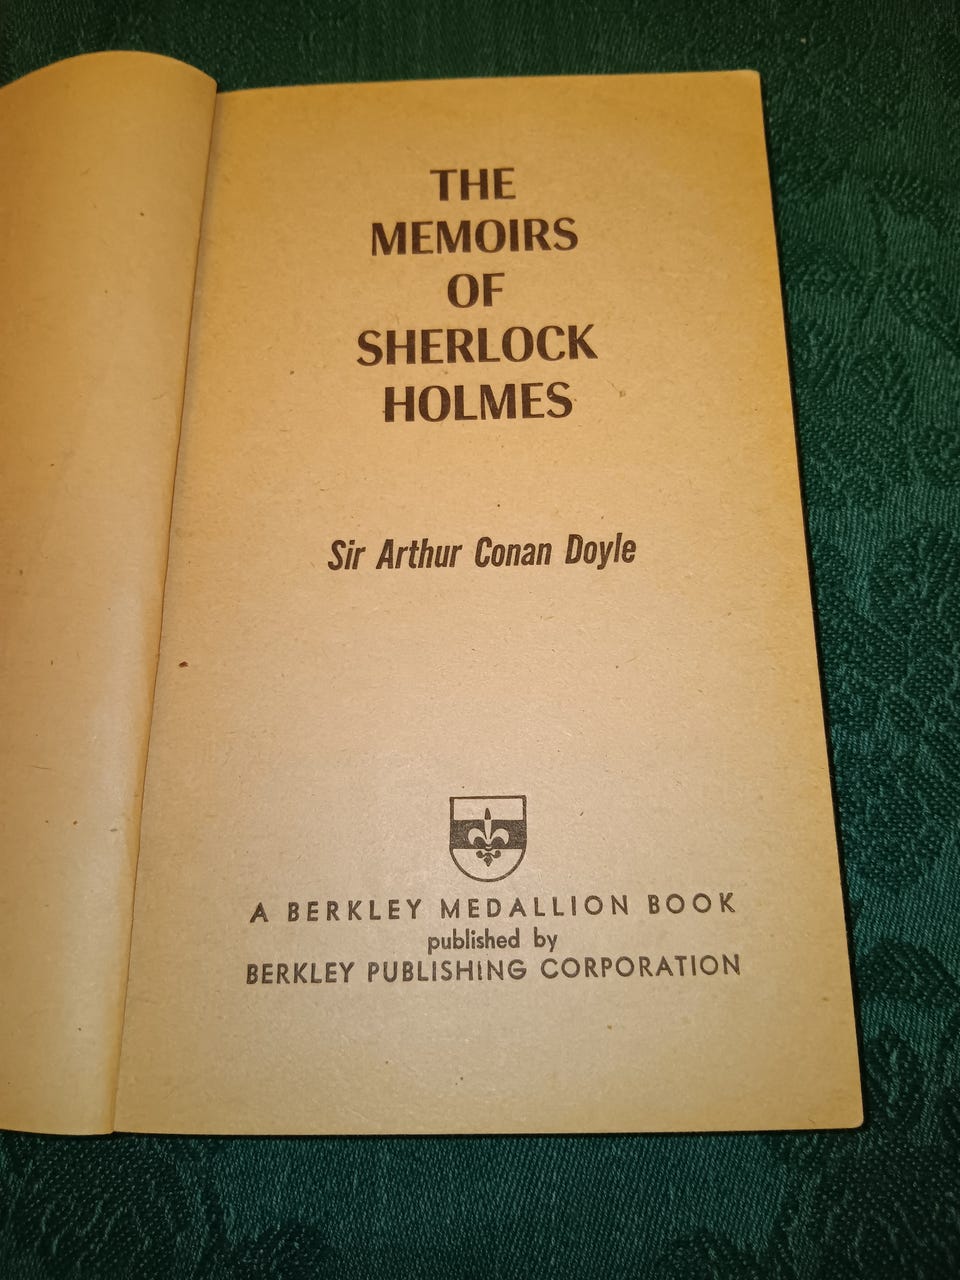 THE
MEMOIRS
OF
SHERLOCK
HOLMES
Sir Arthur Conan Doyle
A BERKLEY MEDALLION BOOK
published by
BERKLEY PUBLISHING CORPORATION